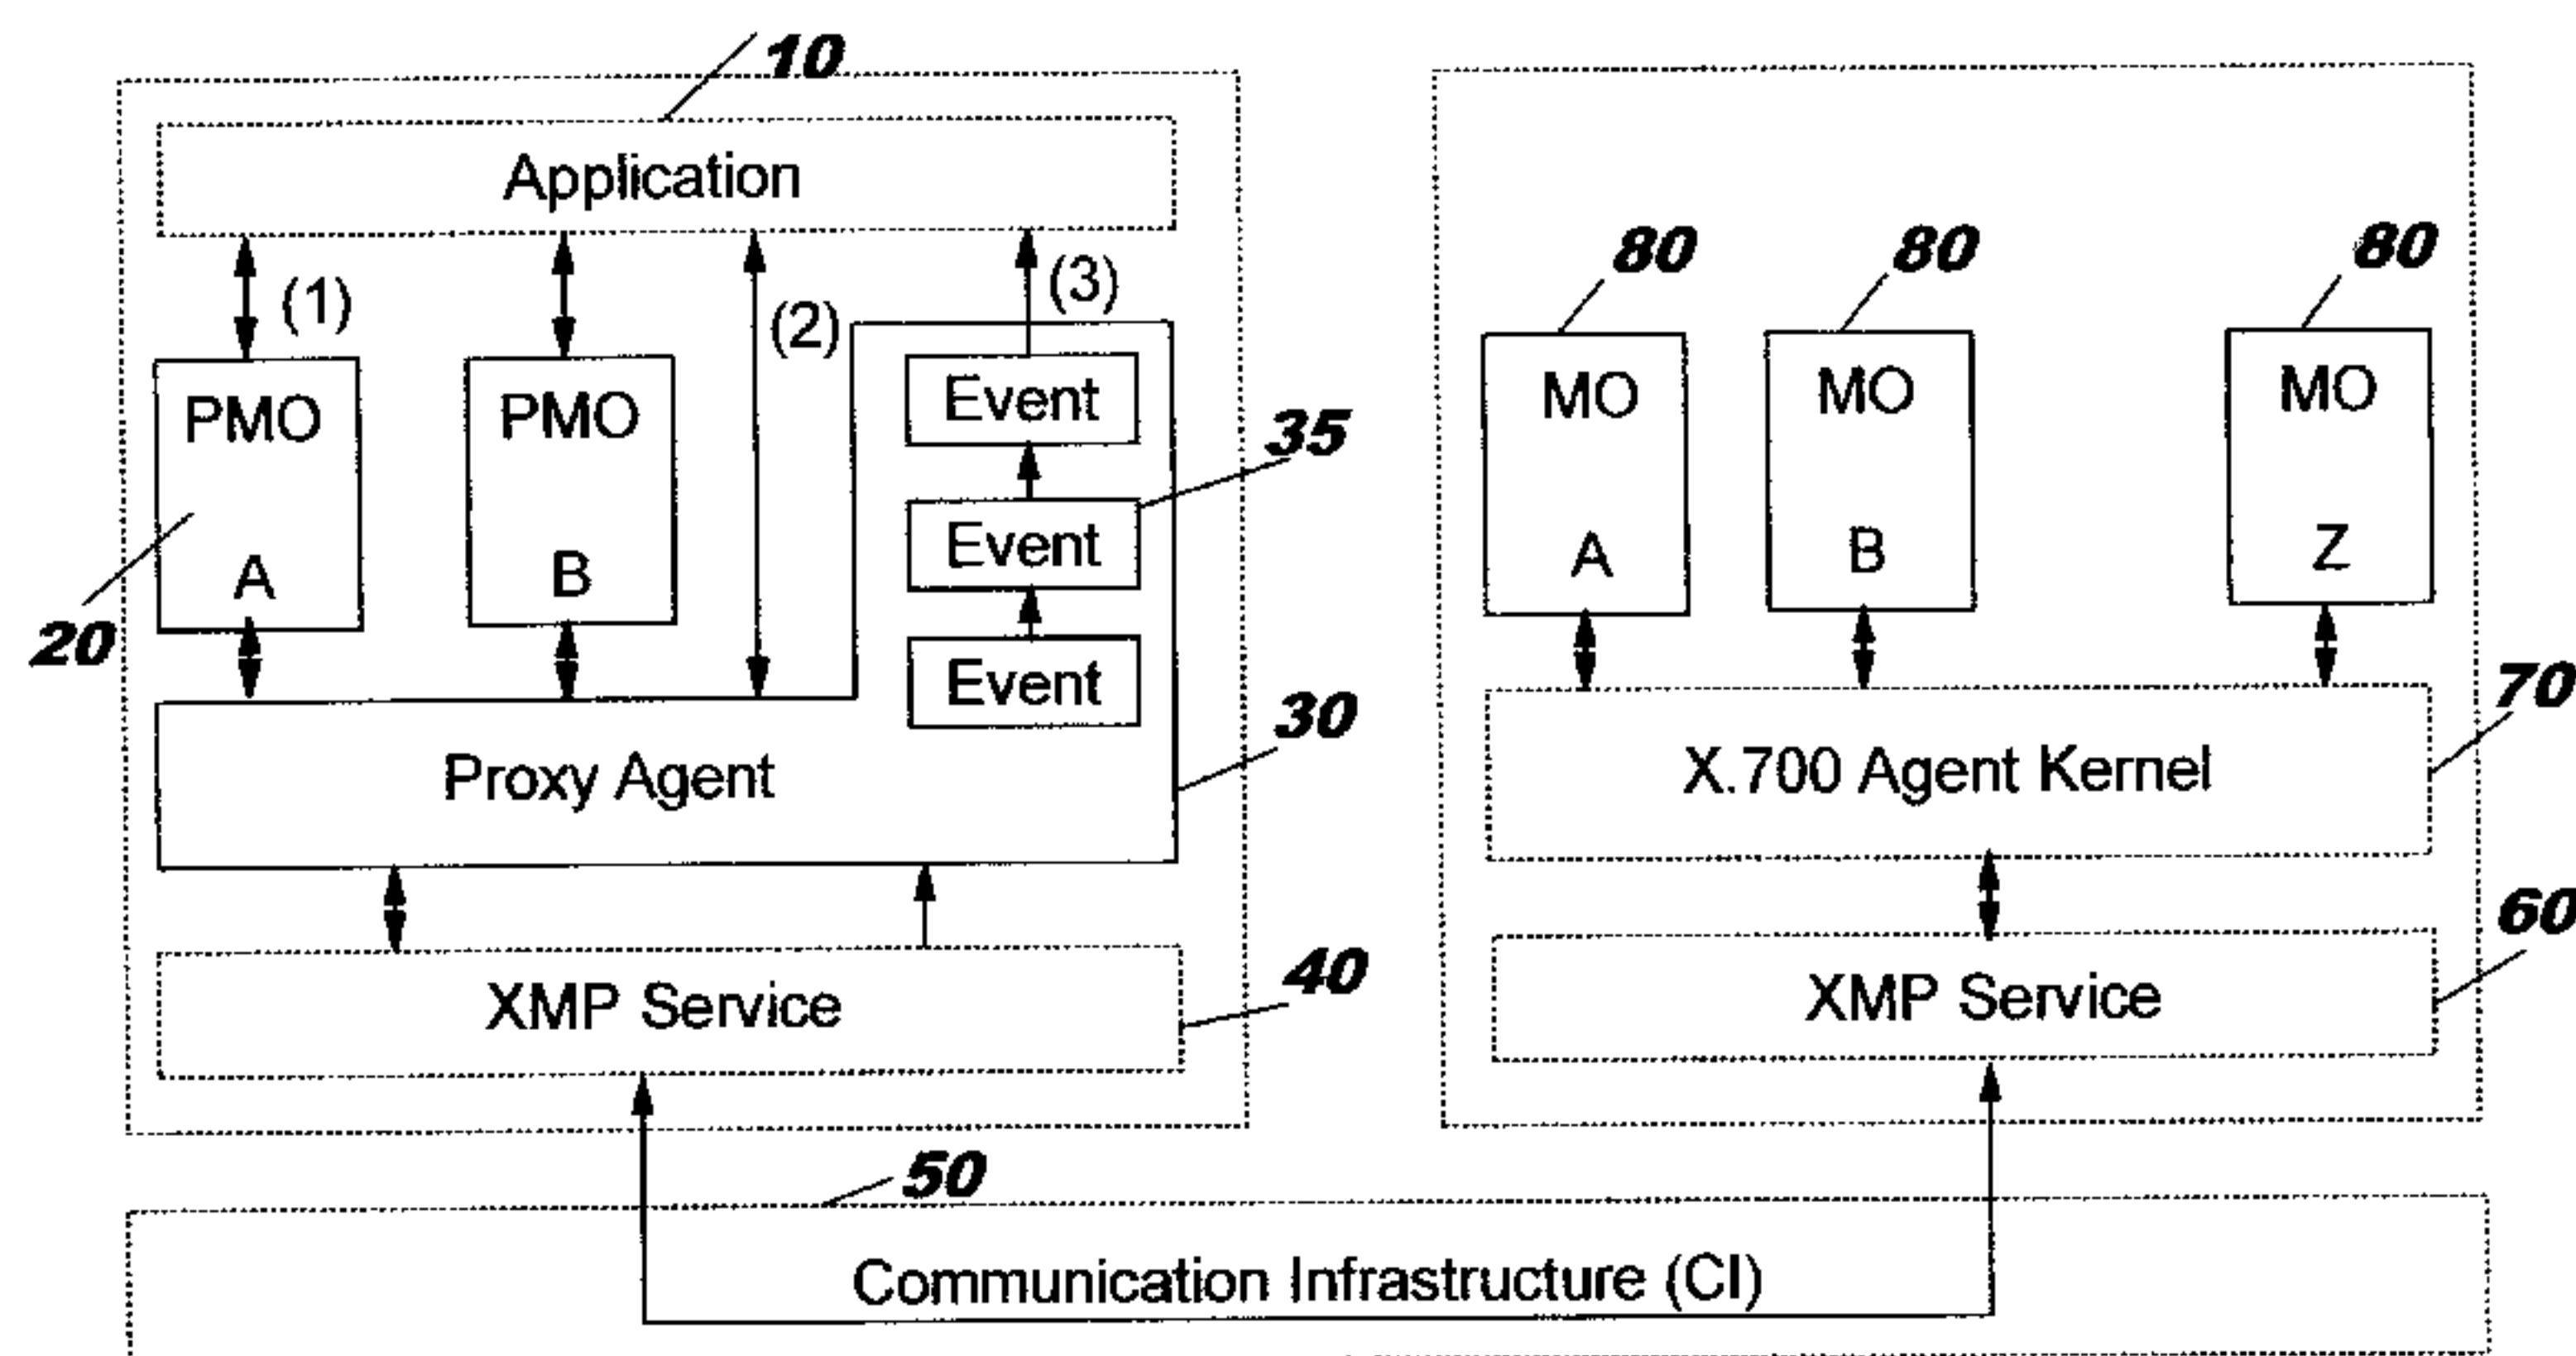 10
Application
(1)
(2)
(3)
PMO
A
PMO
B
Event
Event
Event
35
20
Proxy Agent
30
XMP Service
40
80
80
80
MO
A
MO
B
MO
Z
X.700 Agent Kernel
70
XMP Service
60
50
Communication Infrastructure (CI)